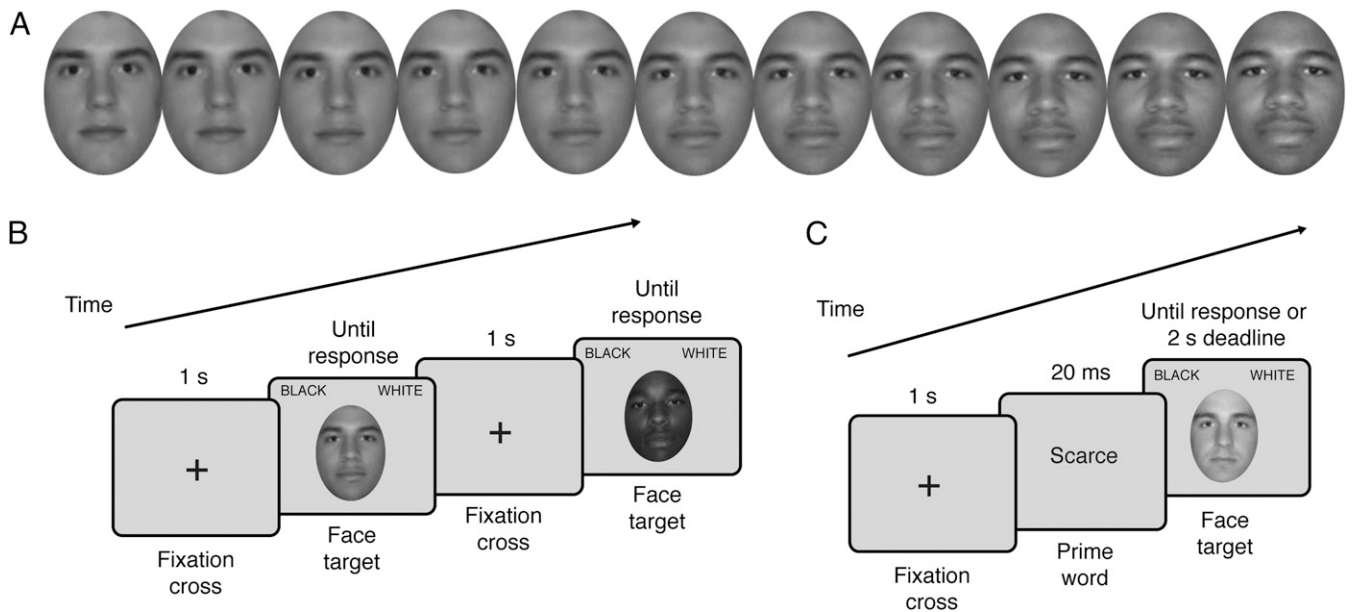 A
B
Time
1 s
+
Fixation
cross
Until
response
BLACK WHITE
Face
target
1 s
+
Fixation
cross
Until
response
BLACK WHITE
Face
target
C
Time
1 s
+
Fixation
cross
20 ms
Scarce
Prime
word
Until response or
2 s deadline
BLACK WHITE
Face
target